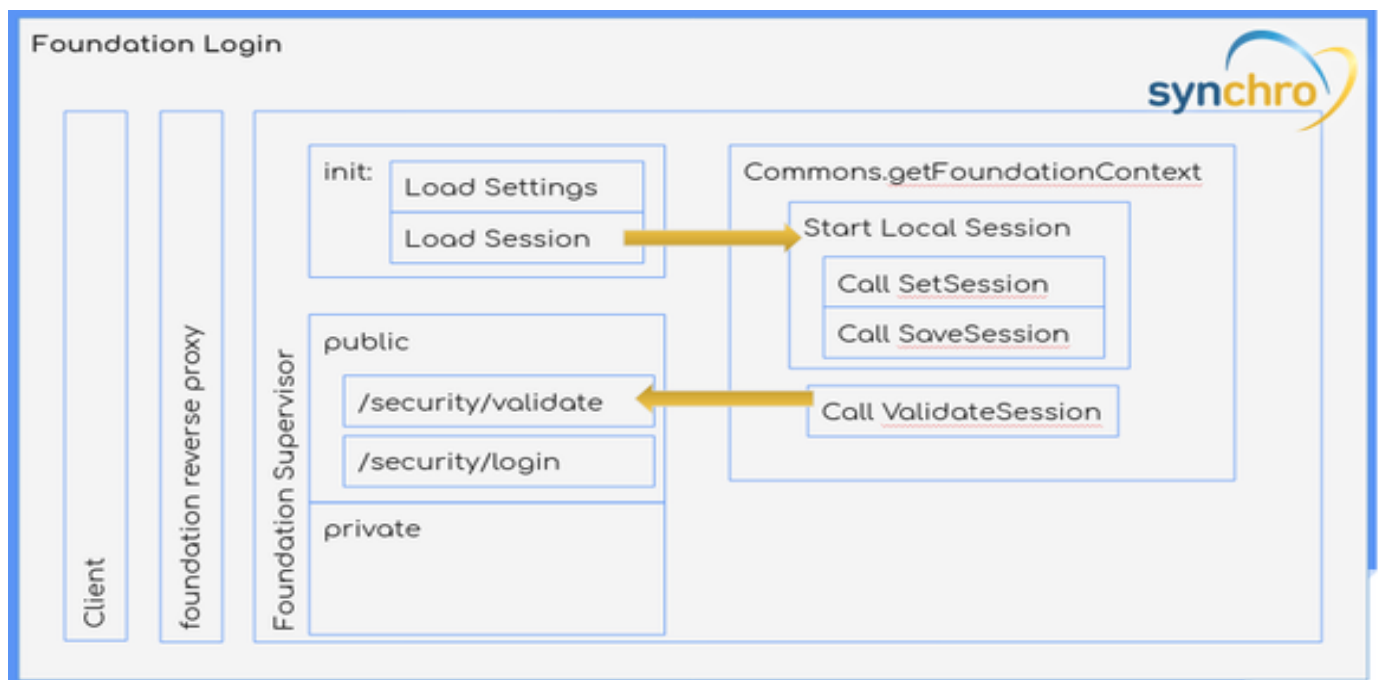 Foundation Login
synchro
Client
foundation reverse proxy
Foundation Supervisor
init:
Load Settings
Load Session
public
/security/validate
/security/login
private
Commons.getFoundationContext
Start Local Session
Call SetSession
Call SaveSession
Call ValidateSession